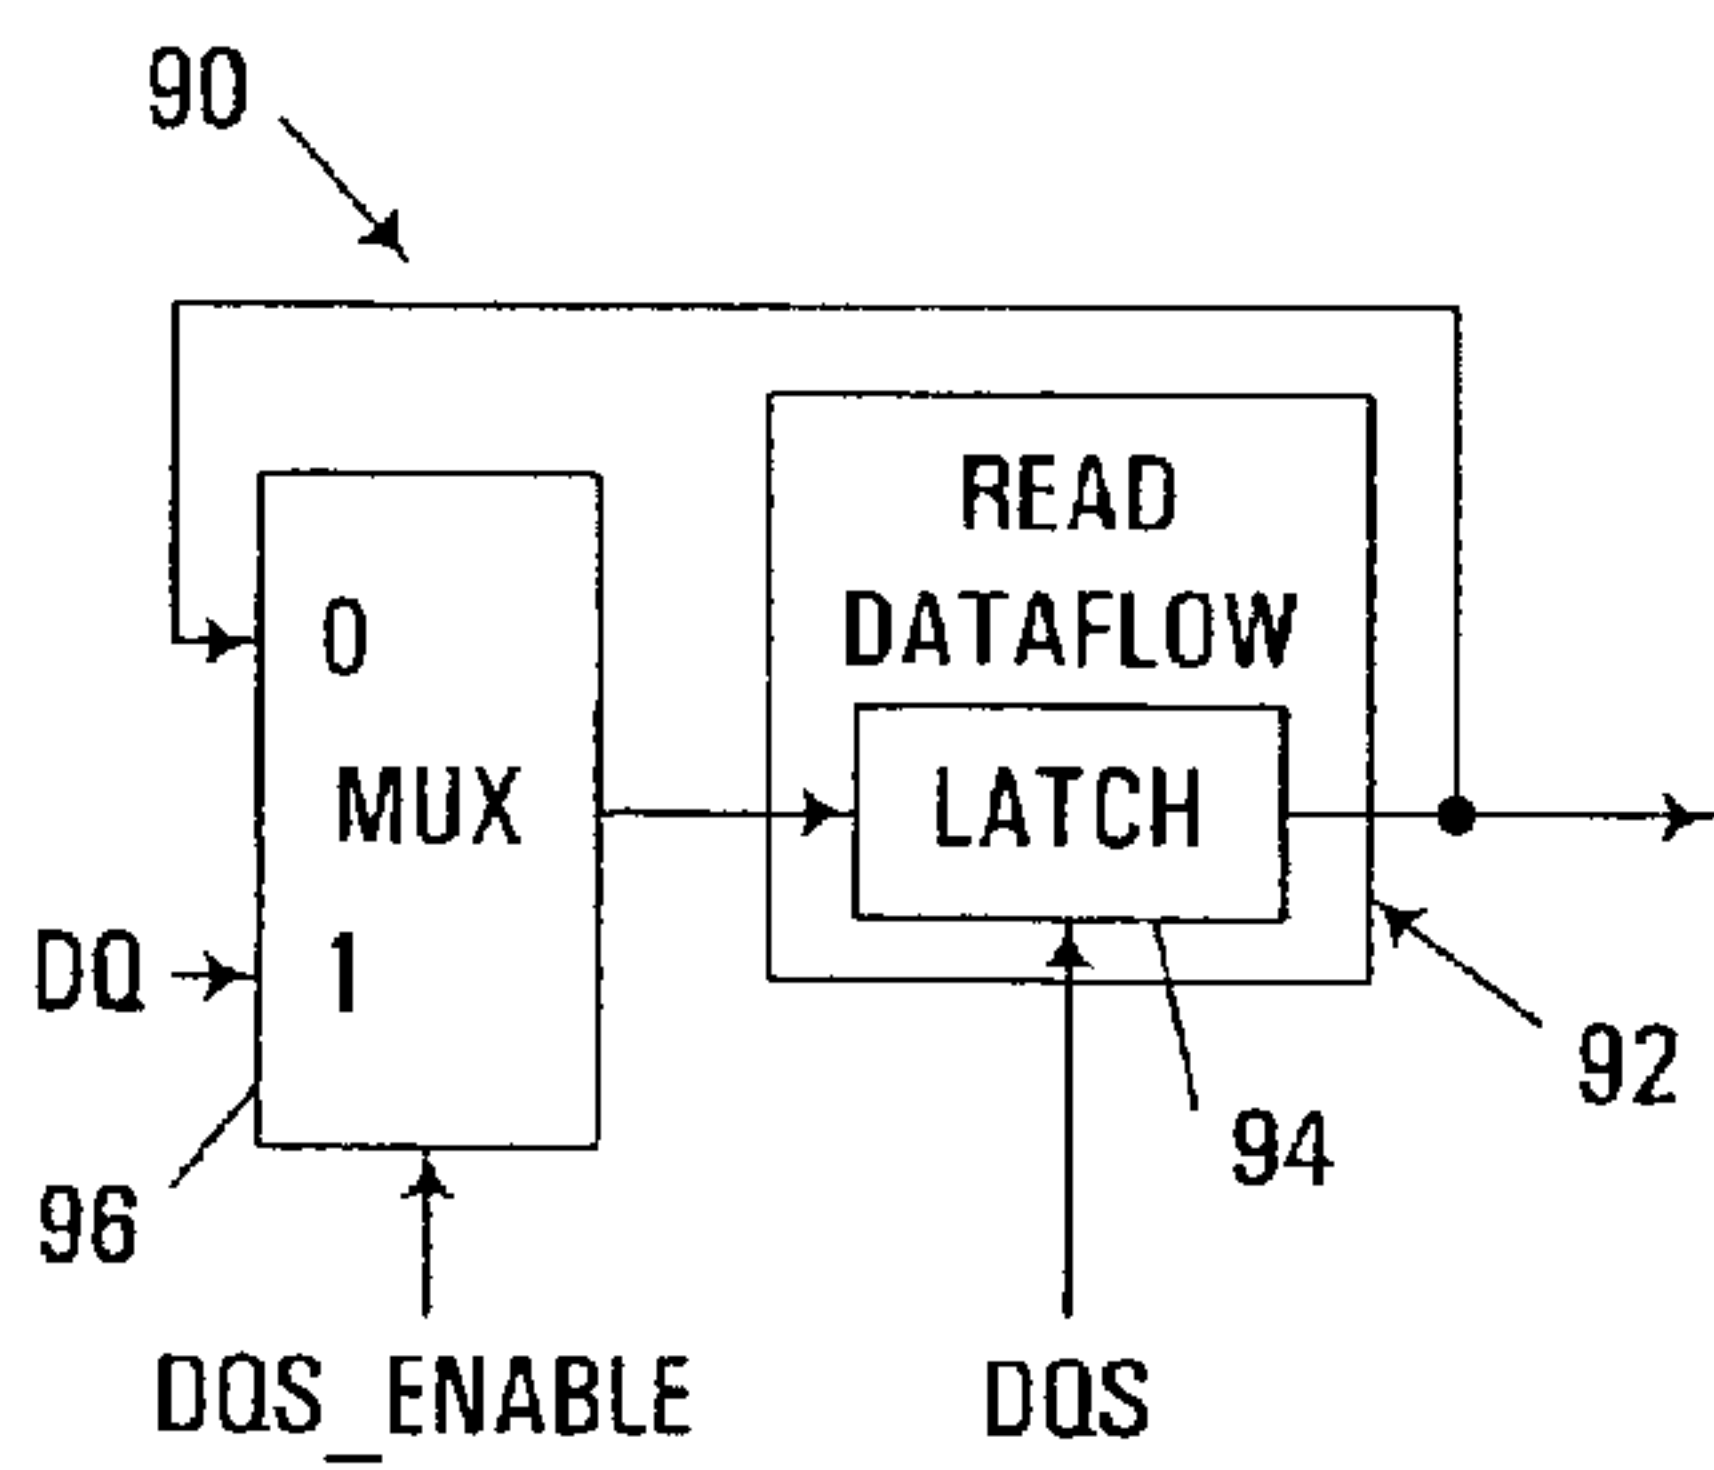 90
READ
DATAFLOW
0
MUX
LATCH
DQ
1
92
94
96
DQS_ENABLE
DQS